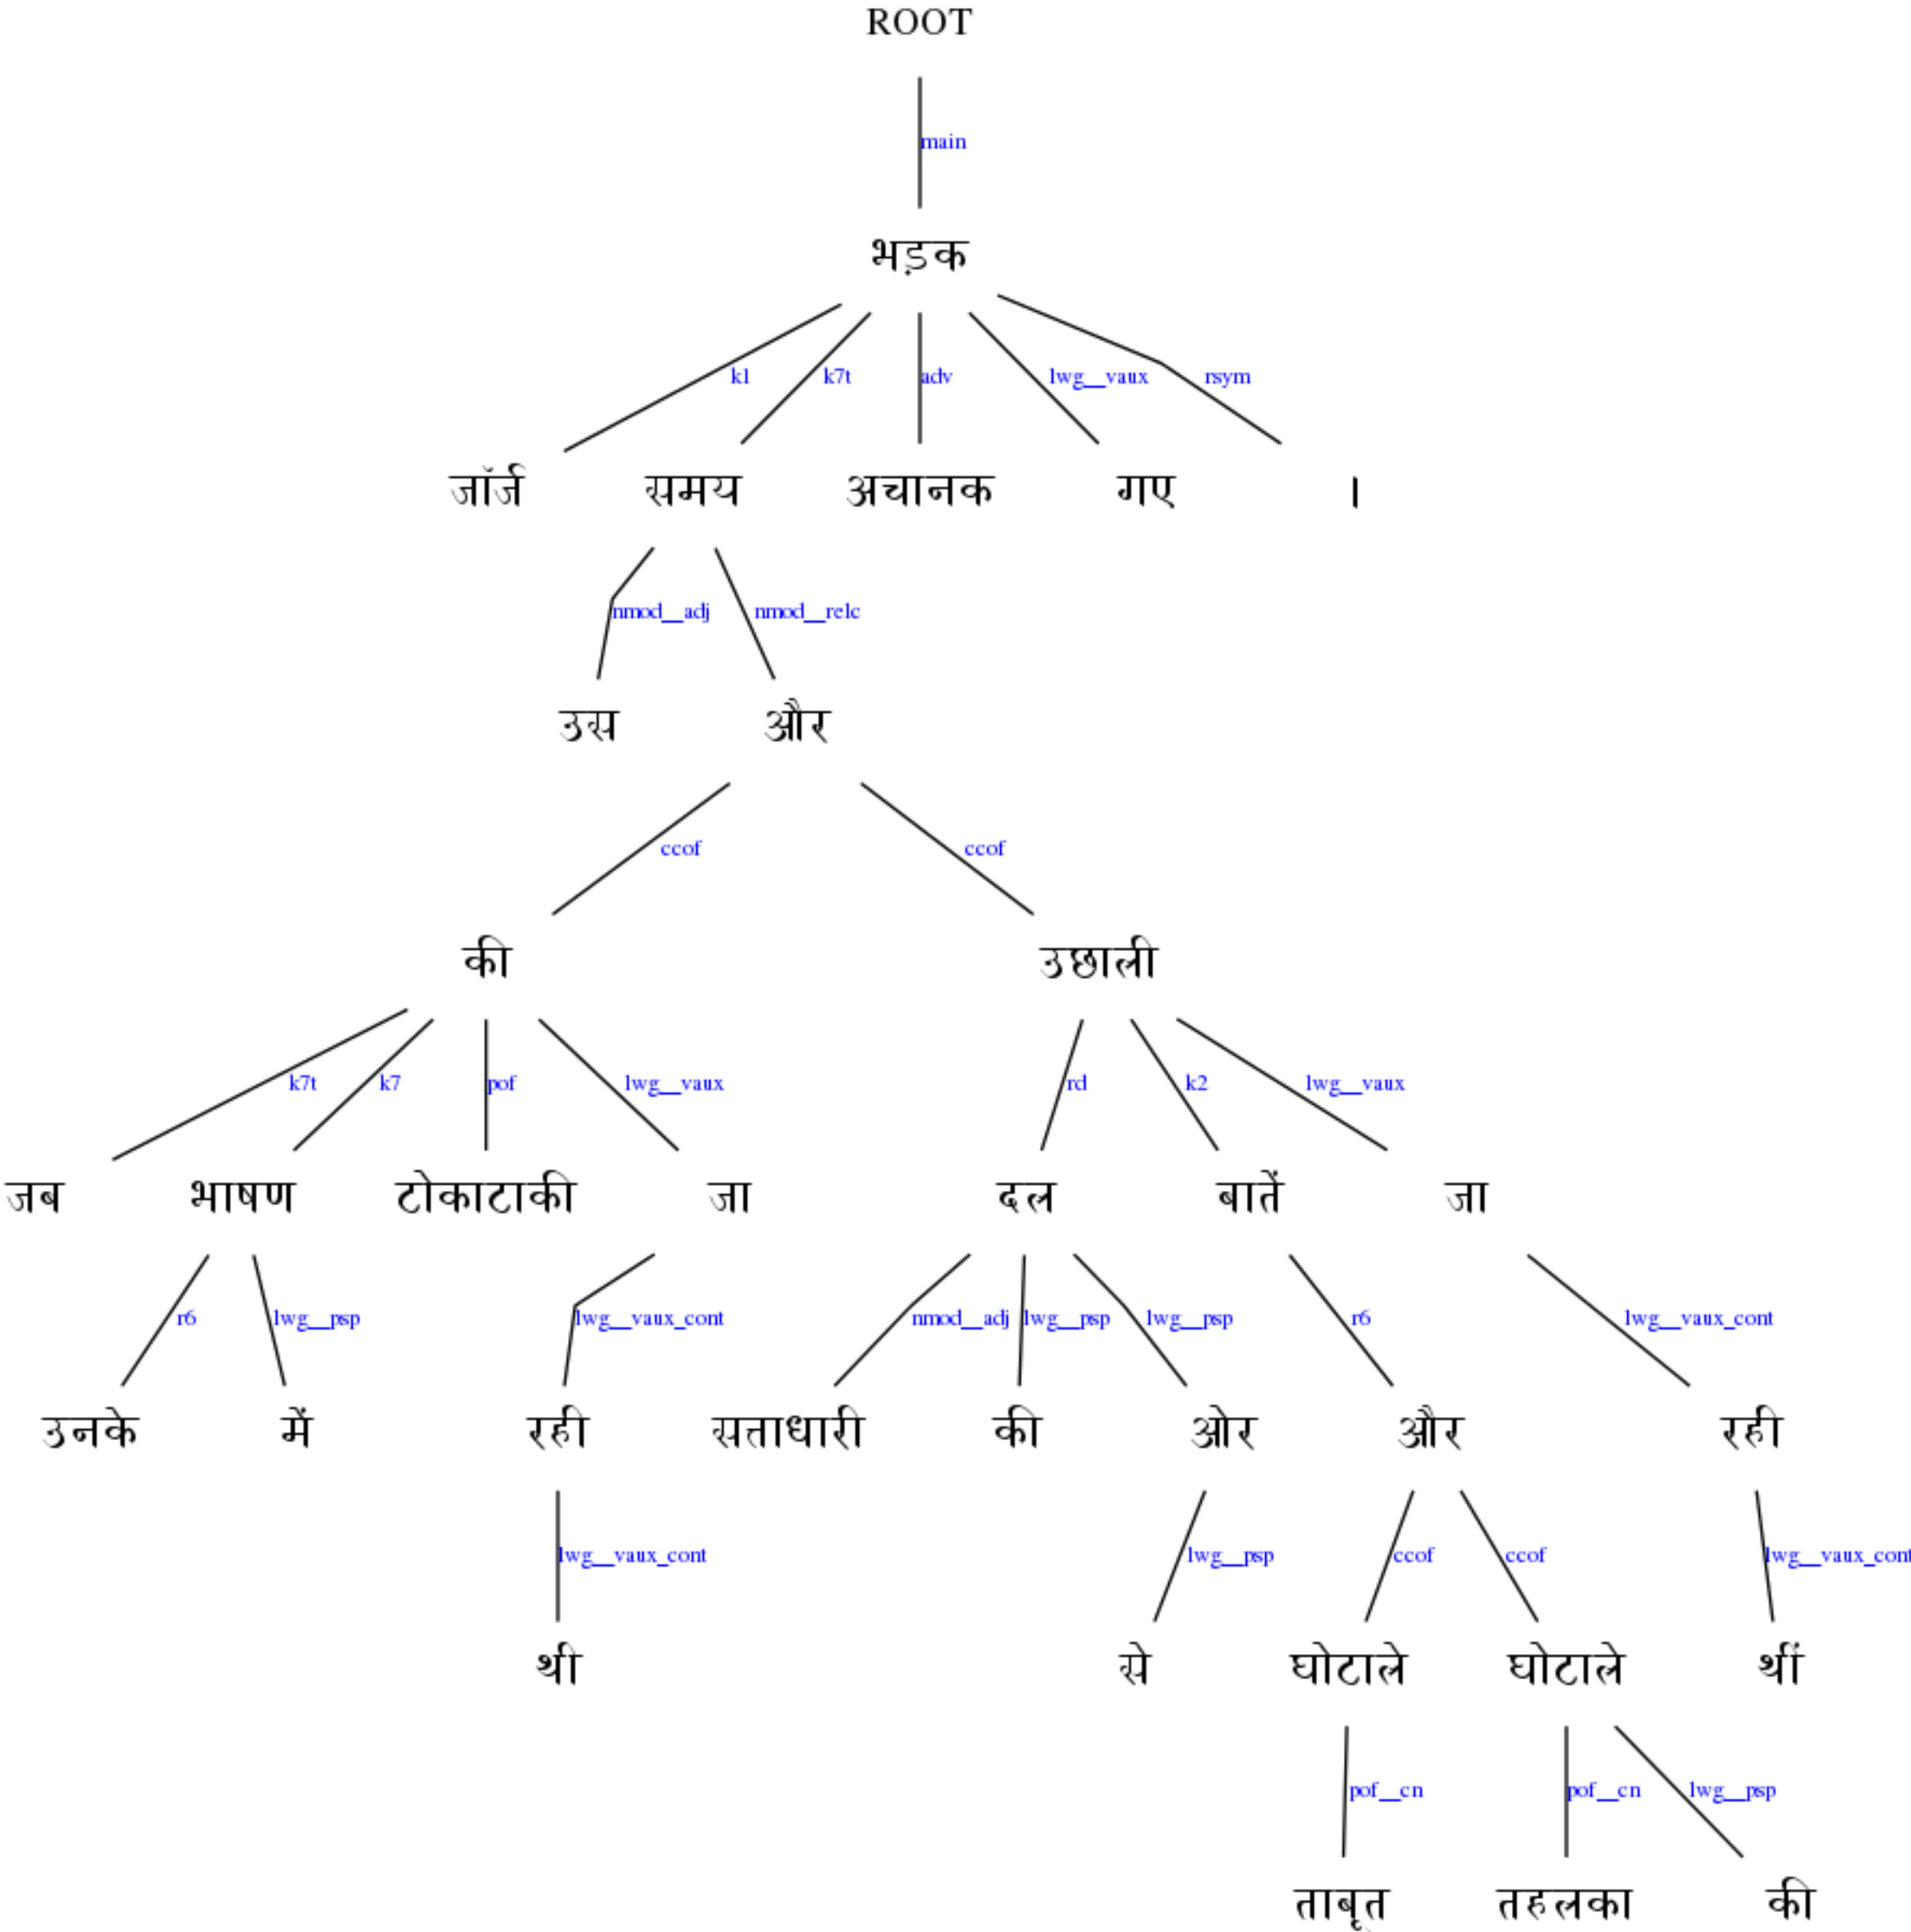 ROOT
main
भड़क
k1 k7t adv lwg__vaux rsym
जॉर्ज समय अचानक गए ।
nmod__adj nmod__relc
उस और
ccof ccof
की उछाली
k7t k7 pof lwg__vaux rd k2 lwg__vaux
जब भाषण टोकाटाकी जा दल बातें जा
r6 lwg__psp lwg__vaux_cont nmod__adj lwg__psp lwg__psp r6 lwg__vaux_cont
उनके में रही सत्ताधारी की ओर और रही
lwg__vaux_cont lwg__psp ccof ccof lwg__vaux_cont
थी से घोटाले घोटाले थीं
pof__cn pof__cn lwg__psp
ताबूत तहलका की